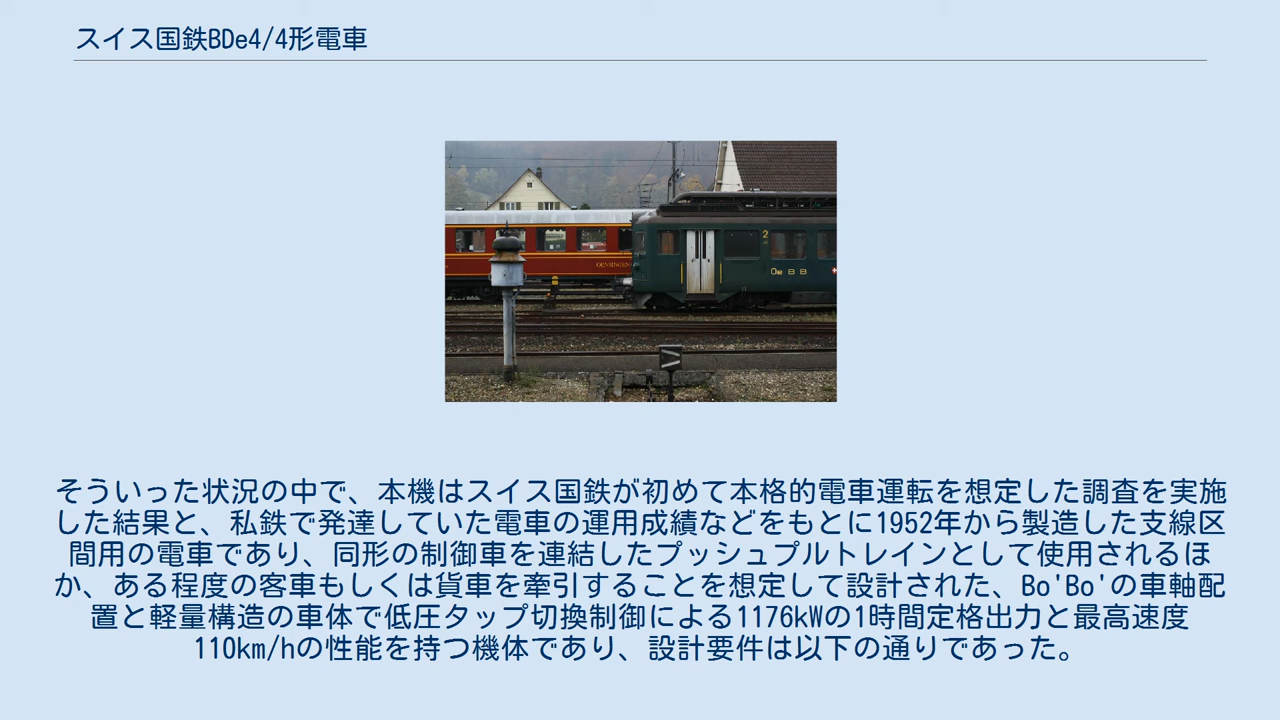 スイス国鉄BDe4/4形電車
OENSINGEN
2
Oe B B
そういった状況の中で、本機はスイス国鉄が初めて本格的電車運転を想定した調査を実施
した結果と、私鉄で発達していた電車の運用成績などをもとに1952年から製造した支線区
間用の電車であり、同形の制御車を連結したプッシュプルトレインとして使用されるほ
か、ある程度の客車もしくは貨車を牽引することを想定して設計された、Bo'Bo'の車軸配
置と軽量構造の車体で低圧タップ切換制御による1176kWの1時間定格出力と最高速度
110km/hの性能を持つ機体であり、設計要件は以下の通りであった。